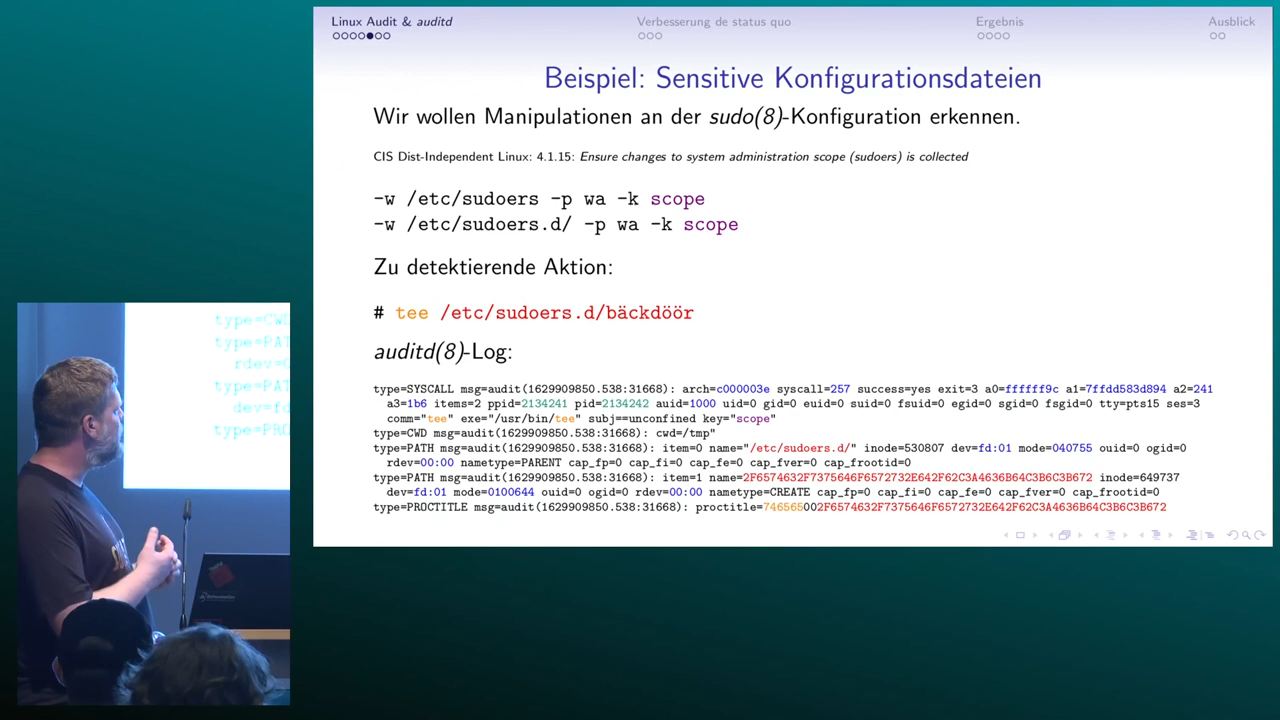 Linux Audit & auditd
Verbesserung de status quo
Ergebnis
Ausblick
Beispiel: Sensitive Konfigurationsdateien
Wir wollen Manipulationen an der sudo(8)-Konfiguration erkennen.
CIS Dist-Independent Linux: 4.1.15: Ensure changes to system administration scope (sudoers) is collected
-w /etc/sudoers -p wa -k scope
-w /etc/sudoers.d/ -p wa -k scope
Zu detektierende Aktion:
# tee /etc/sudoers.d/bäckdöör
auditd(8)-Log:
type=SYSCALL msg=audit(1629909850.538:31668): arch=c000003e syscall=257 success=yes exit=3 a0=ffffff9c a1=7ffdd583d894 a2=241
a3=1b6 items=2 ppid=2134241 pid=2134242 auid=1000 uid=0 gid=0 euid=0 suid=0 fsuid=0 egid=0 sgid=0 fsgid=0 tty=pts15 ses=3
comm="tee" exe="/usr/bin/tee" subj==unconfined key="scope"
type=CWD msg=audit(1629909850.538:31668): cwd=/tmp"
type=PATH msg=audit(1629909850.538:31668): item=0 name="/etc/sudoers.d/" inode=530807 dev=fd:01 mode=040755 ouid=0 ogid=0
rdev=00:00 nametype=PARENT cap_fp=0 cap_fi=0 cap_fe=0 cap_fver=0 cap_frootid=0
type=PATH msg=audit(1629909850.538:31668): item=1 name=2F6574632F7375646F6572732E642F62C3A4636B64C3B6C3B672 inode=649737
dev=fd:01 mode=0100644 ouid=0 ogid=0 rdev=00:00 nametype=CREATE cap_fp=0 cap_fi=0 cap_fe=0 cap_fver=0 cap_frootid=0
type=PROCTITLE msg=audit(1629909850.538:31668): proctitle=746565002F6574632F7375646F6572732E642F62C3A4636B64C3B6C3B672
type=CW
type=PA
rdev=
type=PA
dev=fd
type=PR